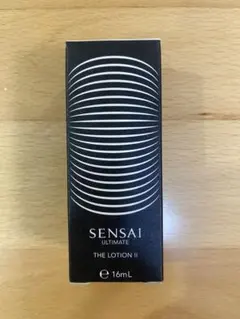 SENSAI
ULTIMATE
THE LOTION II
e 16mL